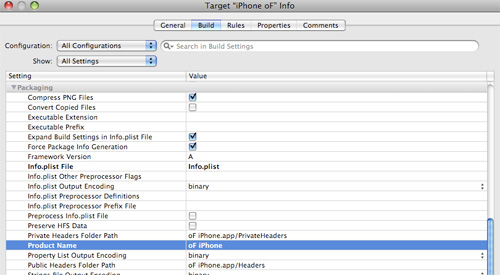 Target "iPhone oF" Info
General Build Rules Properties Comments
Configuration: All Configurations Search in Build Settings
Show: All Settings
Setting Value
Packaging
Compress PNG Files
Convert Copied Files
Executable Extension
Executable Prefix
Expand Build Settings in Info.plist File
Force Package Info Generation
Framework Version A
Info.plist File Info.plist
Info.plist Other Preprocessor Flags
Info.plist Output Encoding binary
Info.plist Preprocessor Definitions
Info.plist Preprocessor Prefix File
Preprocess Info.plist File
Preserve HFS Data
Private Headers Folder Path oF iPhone.app/PrivateHeaders
Product Name oF iPhone
Property List Output Encoding binary
Public Headers Folder Path oF iPhone.app/Headers
Strings file Output Encoding binary